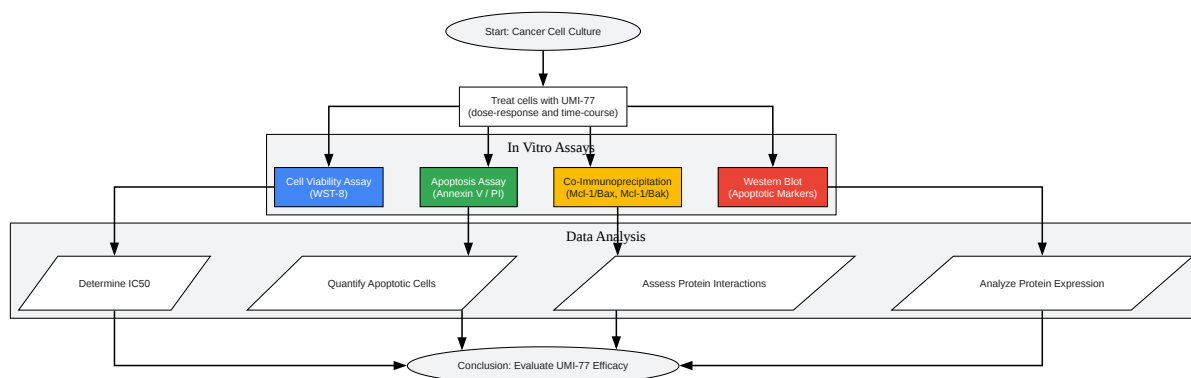 Start: Cancer Cell Culture
Treat cells with UMI-77
(dose-response and time-course)
In Vitro Assays
Cell Viability Assay
(WST-8)
Apoptosis Assay
(Annexin V / PI)
Co-Immunoprecipitation
(Mcl-1/Bax, Mcl-1/Bak)
Western Blot
(Apoptotic Markers)
Data Analysis
Determine IC50
Quantify Apoptotic Cells
Assess Protein Interactions
Analyze Protein Expression
Conclusion: Evaluate UMI-77 Efficacy